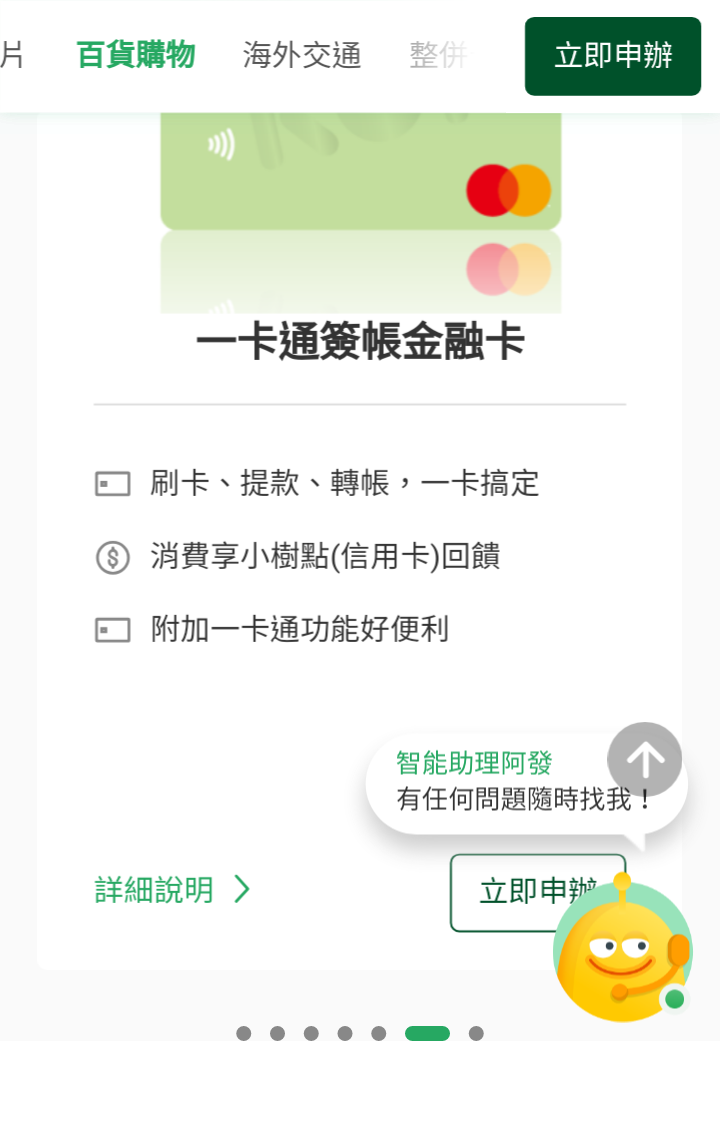 片
百貨購物
海外交通
整併
立即申辦
一卡通簽帳金融卡
刷卡、提款、轉帳，一卡搞定
消費享小樹點(信用卡)回饋
附加一卡通功能好便利
智能助理阿發
有任何問題隨時找我！
詳細說明
立即申辦